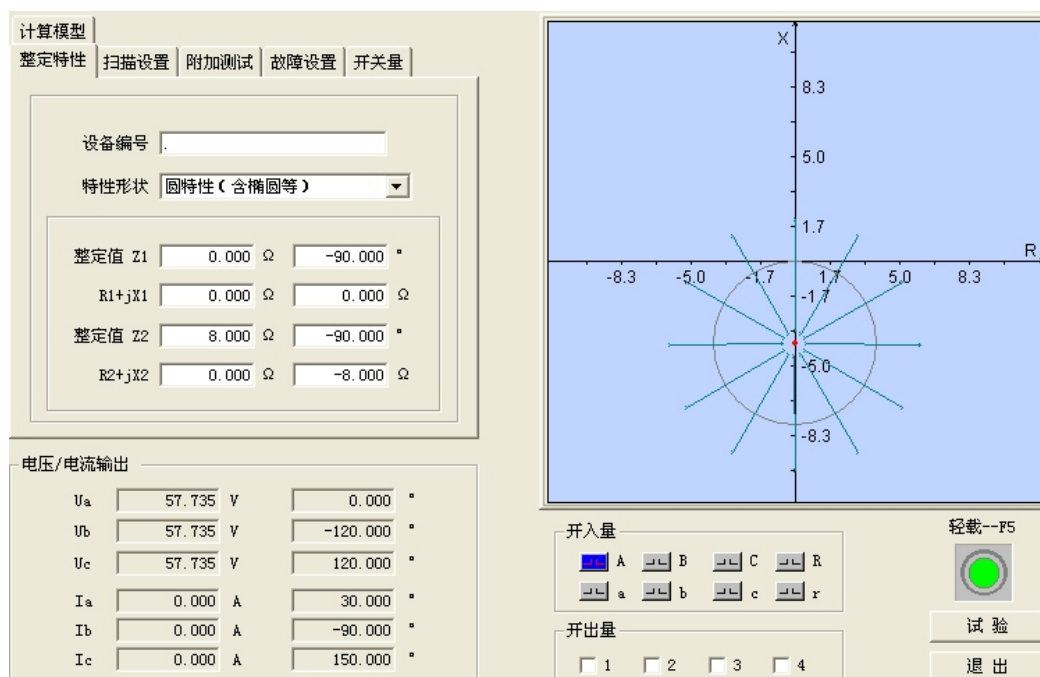 计算模型
整定特性 扫描设置 附加测试 故障设置 开关量
设备编号 .
特性形状 圆特性(含椭圆等)
整定值 Z1 0.000 Ω -90.000 °
R1+jX1 0.000 Ω 0.000 Ω
整定值 Z2 8.000 Ω -90.000 °
R2+jX2 0.000 Ω -8.000 Ω
电压/电流输出
Ua 57.735 V 0.000 °
Ub 57.735 V -120.000 °
Uc 57.735 V 120.000 °
Ia 0.000 A 30.000 °
Ib 0.000 A -90.000 °
Ic 0.000 A 150.000 °
X
8.3
5.0
1.7
R
-8.3 -5.0 -1.7 1.7 5.0 8.3
-1.7
-5.0
-8.3
开入量
A B C R
a b c r
开出量
1 2 3 4
轻载--F5
试 验
退 出